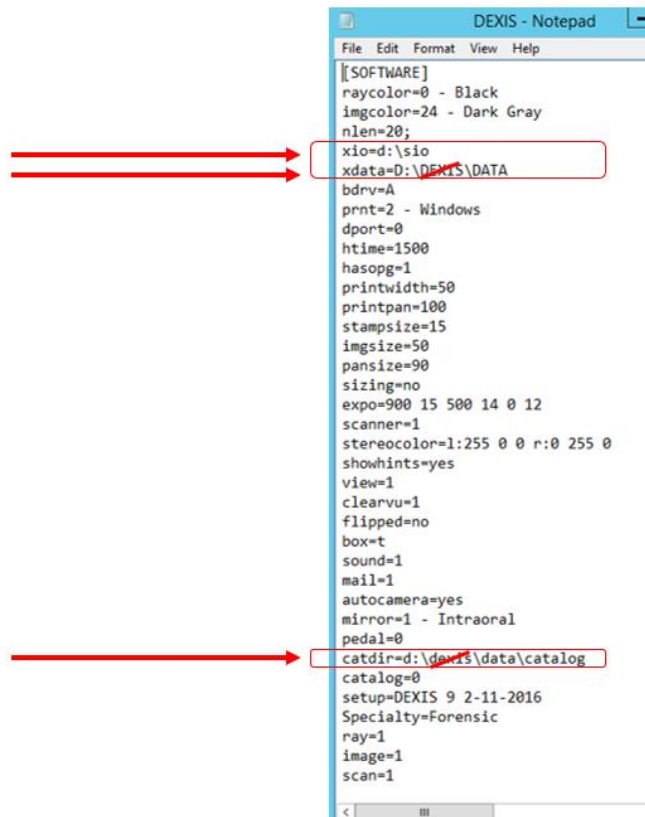 DEXIS - Notepad
File Edit Format View Help
[SOFTWARE]
raycolor=0 - Black
imgcolor=24 - Dark Gray
nlen=20;
xio=d:\sio
xdata=D:\DEXIS\DATA
bdrv=A
prnt=2 - Windows
dport=0
htime=1500
hasopg=1
printwidth=50
printpan=100
stampsize=15
imgsize=50
pansize=90
sizing=no
expo=900 15 500 14 0 12
scanner=1
stereocolor=l:255 0 0 r:0 255 0
showhints=yes
view=1
clearvu=1
flipped=no
box=t
sound=1
mail=1
autocamera=yes
mirror=1 - Intraoral
pedal=0
catdir=d:\dexis\data\catalog
catalog=0
setup=DEXIS 9 2-11-2016
Specialty=Forensic
ray=1
image=1
scan=1